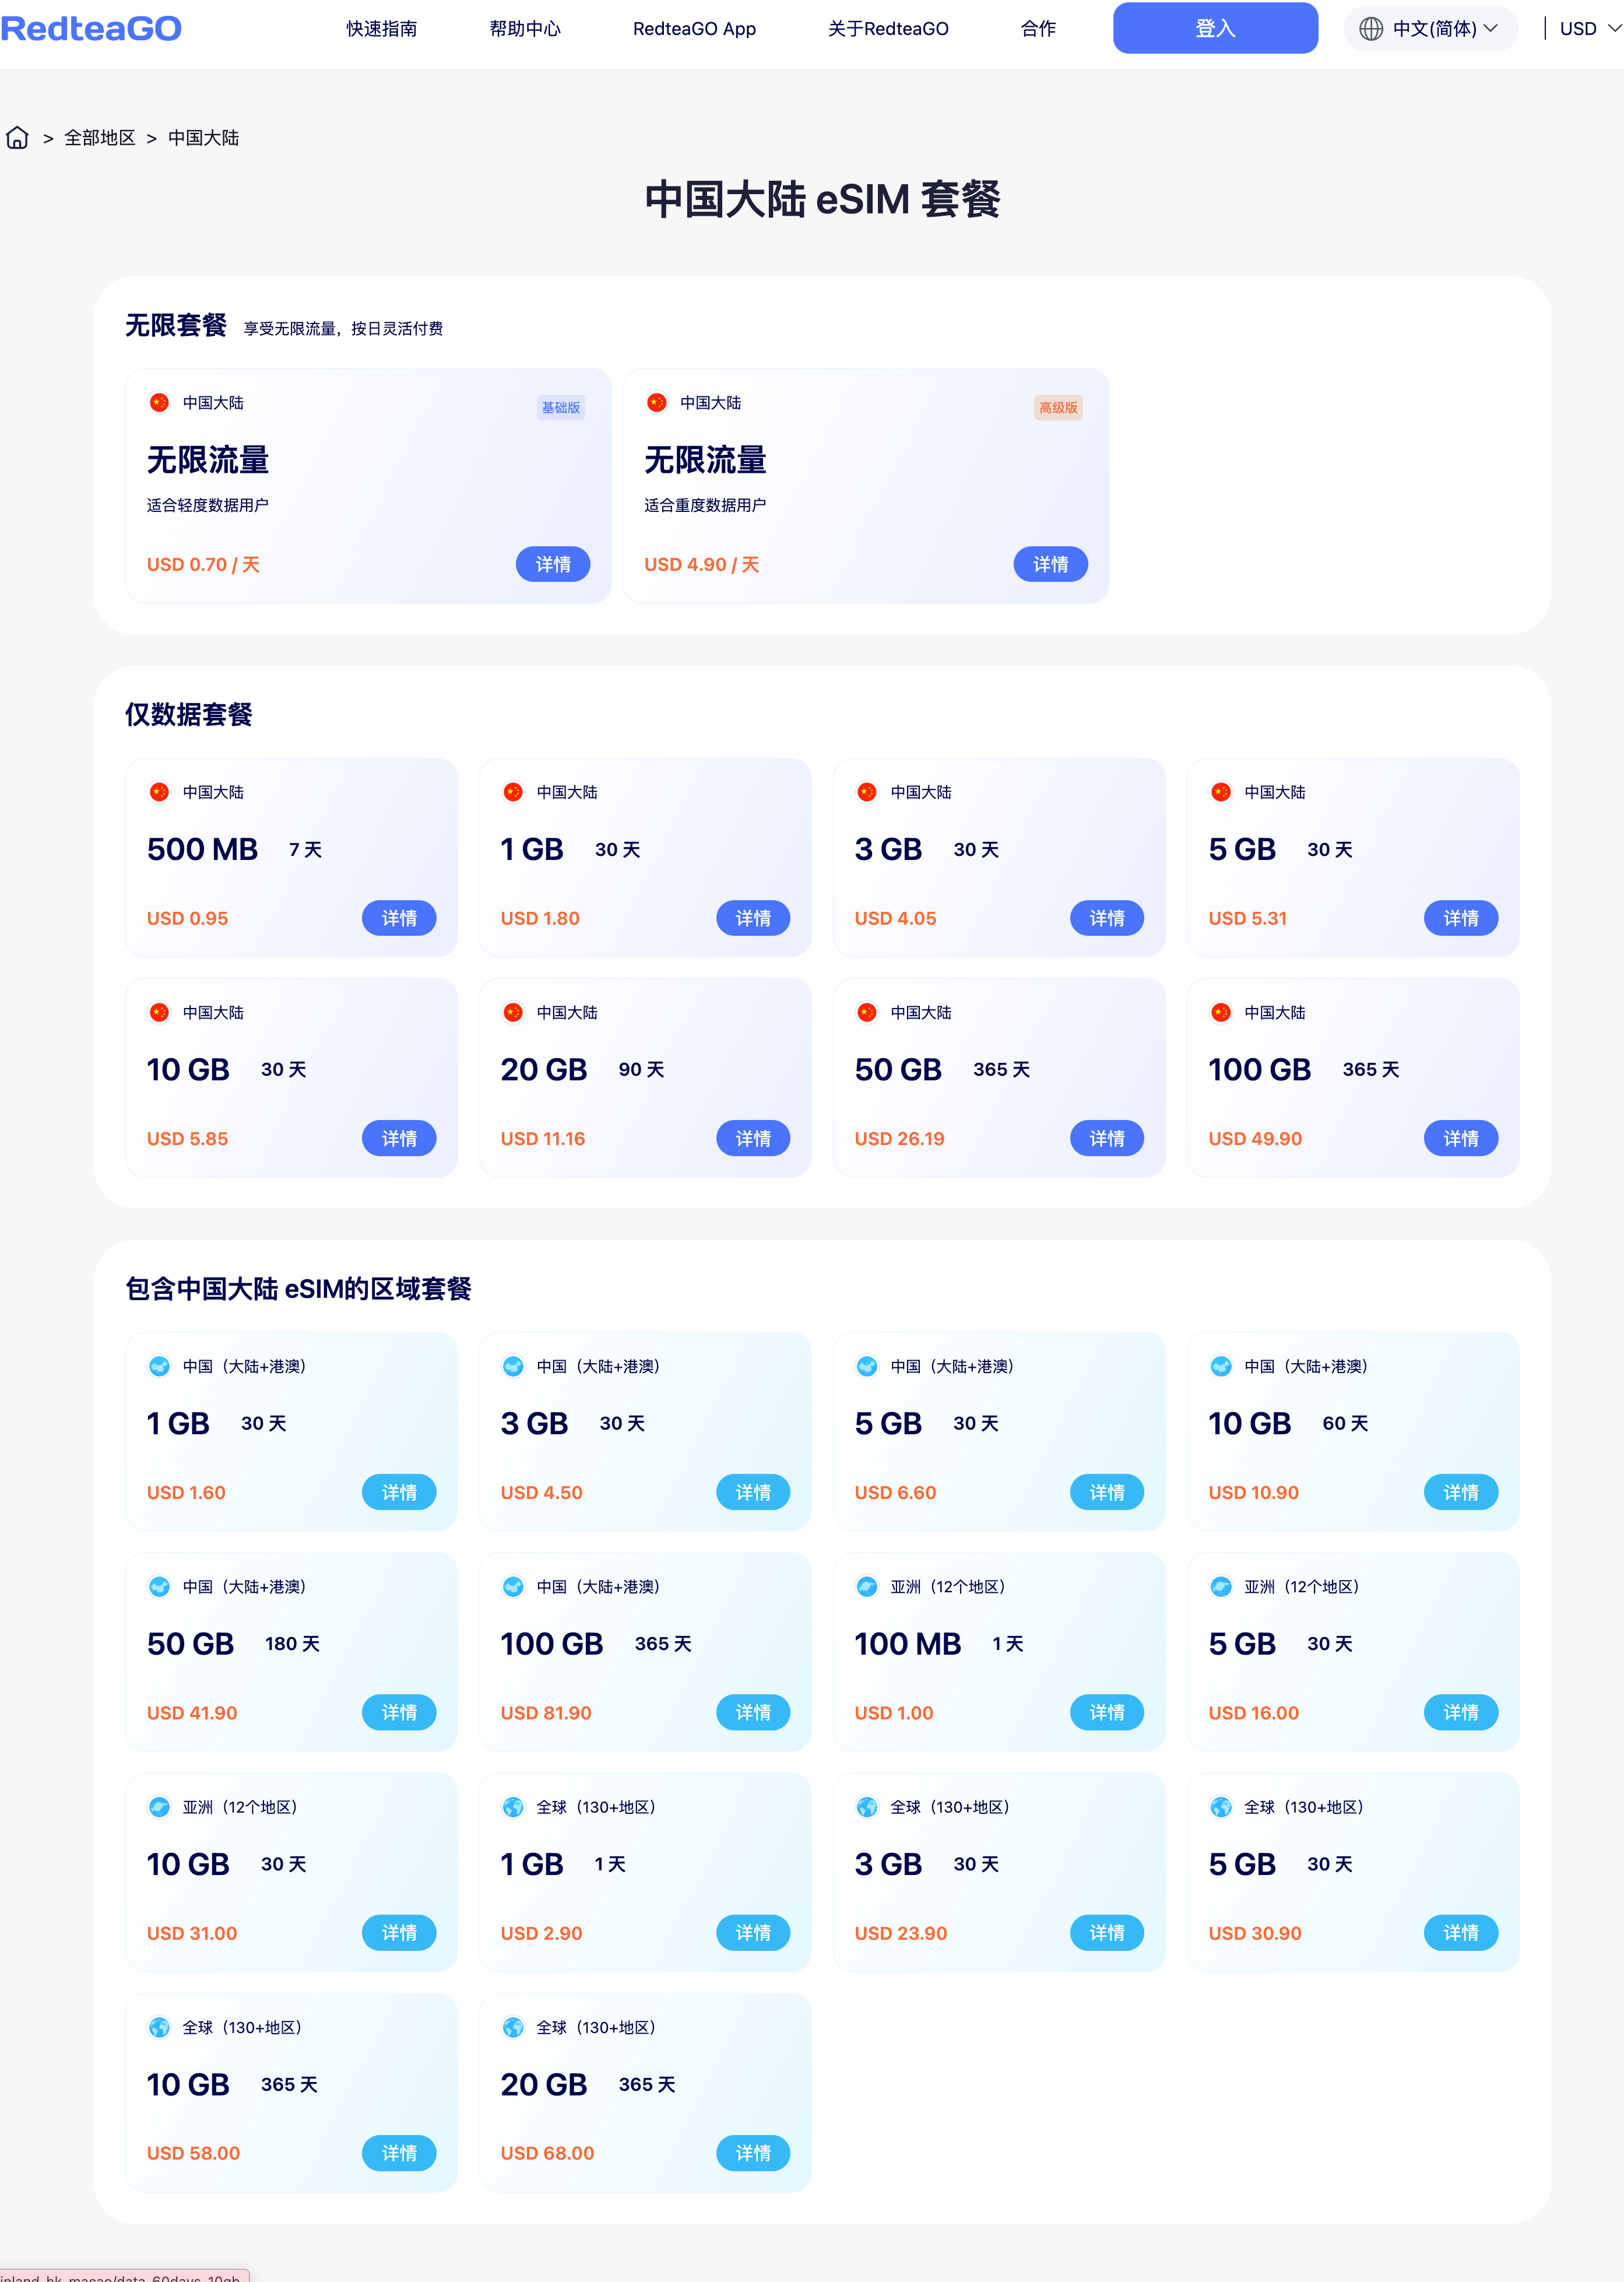 RedteaGO 快速指南 帮助中心 RedteaGO App 关于RedteaGO 合作 登入 中文(简体) USD
> 全部地区 > 中国大陆
中国大陆 eSIM 套餐
无限套餐 享受无限流量，按日灵活付费
中国大陆 基础版
无限流量
适合轻度数据用户
USD 0.70 / 天 详情
中国大陆 高级版
无限流量
适合重度数据用户
USD 4.90 / 天 详情
仅数据套餐
中国大陆
500 MB 7 天
USD 0.95 详情
中国大陆
1 GB 30 天
USD 1.80 详情
中国大陆
3 GB 30 天
USD 4.05 详情
中国大陆
5 GB 30 天
USD 5.31 详情
中国大陆
10 GB 30 天
USD 5.85 详情
中国大陆
20 GB 90 天
USD 11.16 详情
中国大陆
50 GB 365 天
USD 26.19 详情
中国大陆
100 GB 365 天
USD 49.90 详情
包含中国大陆 eSIM的区域套餐
中国（大陆+港澳）
1 GB 30 天
USD 1.60 详情
中国（大陆+港澳）
3 GB 30 天
USD 4.50 详情
中国（大陆+港澳）
5 GB 30 天
USD 6.60 详情
中国（大陆+港澳）
10 GB 60 天
USD 10.90 详情
中国（大陆+港澳）
50 GB 180 天
USD 41.90 详情
中国（大陆+港澳）
100 GB 365 天
USD 81.90 详情
亚洲（12个地区）
100 MB 1 天
USD 1.00 详情
亚洲（12个地区）
5 GB 30 天
USD 16.00 详情
亚洲（12个地区）
10 GB 30 天
USD 31.00 详情
全球（130+地区）
1 GB 1 天
USD 2.90 详情
全球（130+地区）
3 GB 30 天
USD 23.90 详情
全球（130+地区）
5 GB 30 天
USD 30.90 详情
全球（130+地区）
10 GB 365 天
USD 58.00 详情
全球（130+地区）
20 GB 365 天
USD 68.00 详情